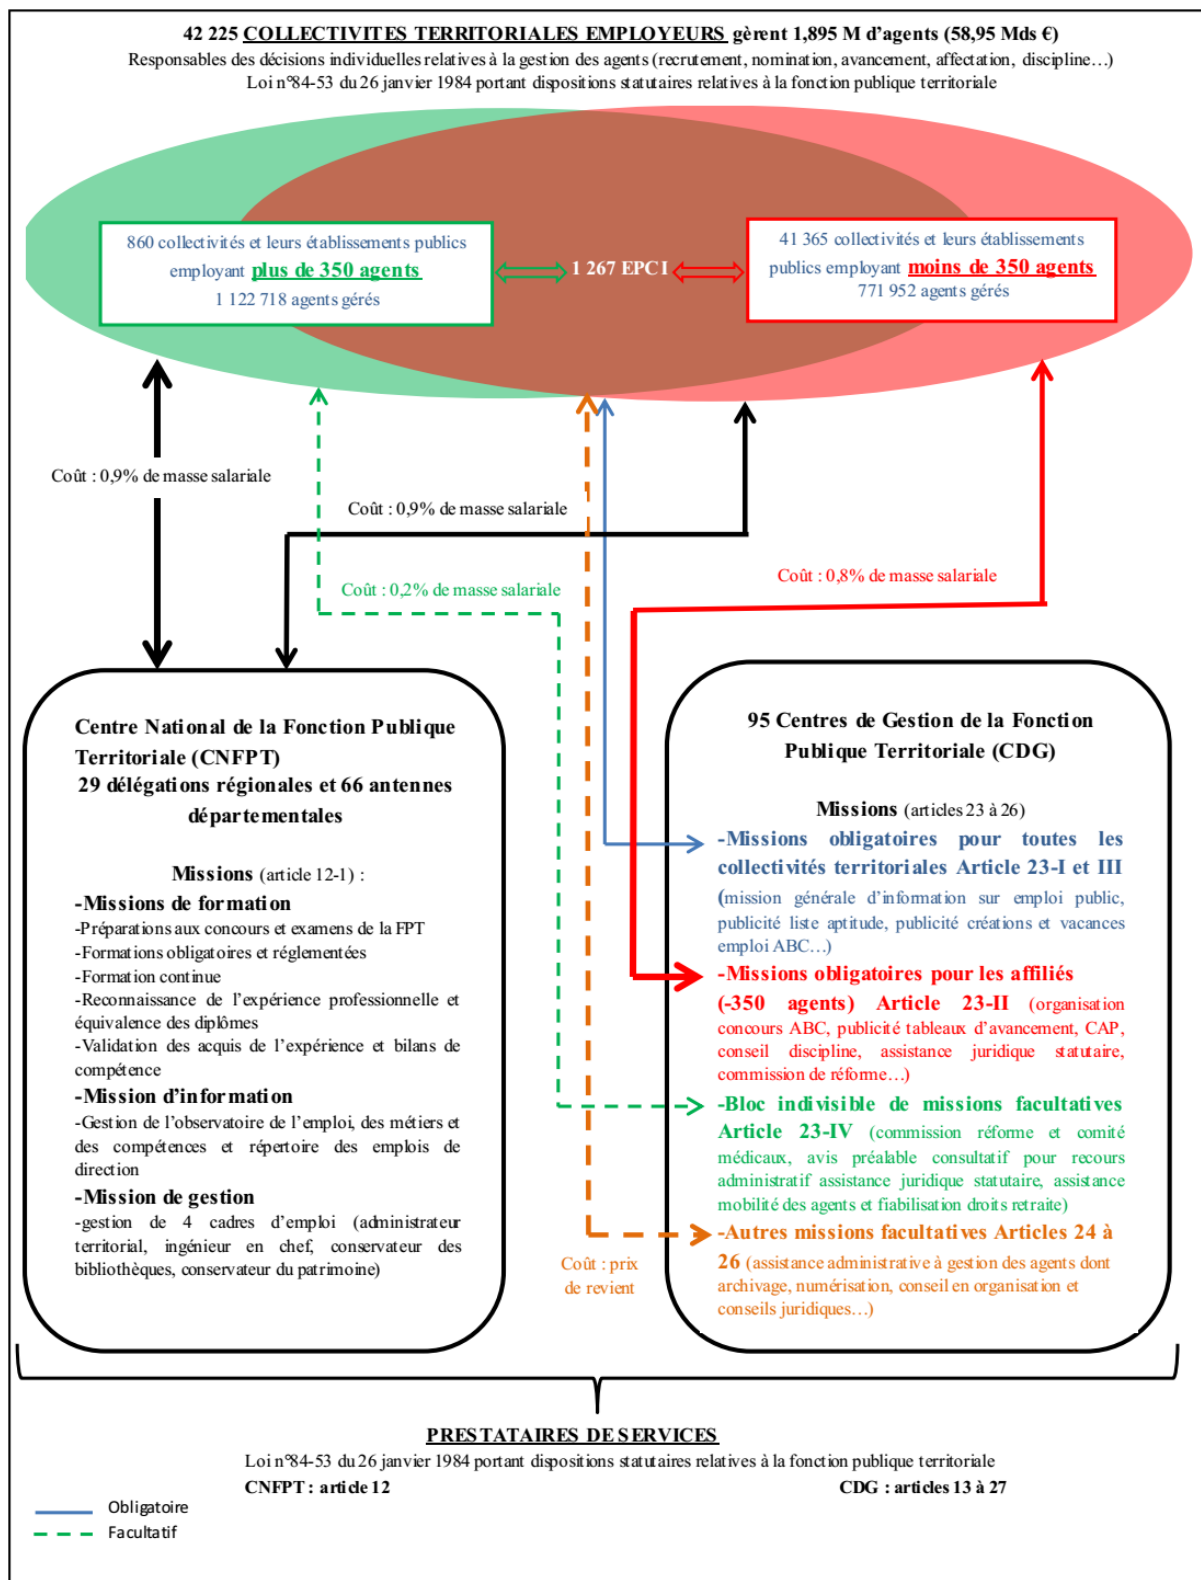 42 225 COLLECTIVITES TERRITORIALES EMPLOYEURS gèrent 1,895 M d'agents (58,95 Mds €)
Responsables des décisions individuelles relatives à la gestion des agents (recrutement, nomination, avancement, affectation, discipline…)
Loi n°84-53 du 26 janvier 1984 portant dispositions statutaires relatives à la fonction publique territoriale
860 collectivités et leurs établissements publics
employant plus de 350 agents
1 122 718 agents gérés
1 267 EPCI
41 365 collectivités et leurs établissements
publics employant moins de 350 agents
771 952 agents gérés
Coût : 0,9% de masse salariale
Coût : 0,9% de masse salariale
Coût : 0,2% de masse salariale
Coût : 0,8% de masse salariale
Centre National de la Fonction Publique
Territoriale (CNFPT)
29 délégations régionales et 66 antennes
départementales
Missions (article 12-1) :
-Missions de formation
-Préparations aux concours et examens de la FPT
-Formations obligatoires et réglementées
-Formation continue
-Reconnaissance de l'expérience professionnelle et
équivalence des diplômes
-Validation des acquis de l'expérience et bilans de
compétence
-Mission d'information
-Gestion de l'observatoire de l'emploi, des métiers et
des compétences et répertoire des emplois de
direction
-Mission de gestion
-gestion de 4 cadres d'emploi (administrateur
territorial, ingénieur en chef, conservateur des
bibliothèques, conservateur du patrimoine)
95 Centres de Gestion de la Fonction
Publique Territoriale (CDG)
Missions (articles 23 à 26)
-Missions obligatoires pour toutes les
collectivités territoriales Article 23-I et III
(mission générale d'information sur emploi public,
publicité liste aptitude, publicité créations et vacances
emploi ABC…)
-Missions obligatoires pour les affiliés
(-350 agents) Article 23-II (organisation
concours ABC, publicité tableaux d'avancement, CAP,
conseil discipline, assistance juridique statutaire,
commission de réforme…)
-Bloc indivisible de missions facultatives
Article 23-IV (commission réforme et comité
médicaux, avis préalable consultatif pour recours
administratif assistance juridique statutaire, assistance
mobilité des agents et fiabilisation droits retraite)
-Autres missions facultatives Articles 24 à
26 (assistance administrative à gestion des agents dont
archivage, numérisation, conseil en organisation et
conseils juridiques…)
Coût : prix
de revient
PRESTATAIRES DE SERVICES
Loi n°84-53 du 26 janvier 1984 portant dispositions statutaires relatives à la fonction publique territoriale
CNFPT : article 12 CDG : articles 13 à 27
Obligatoire
Facultatif